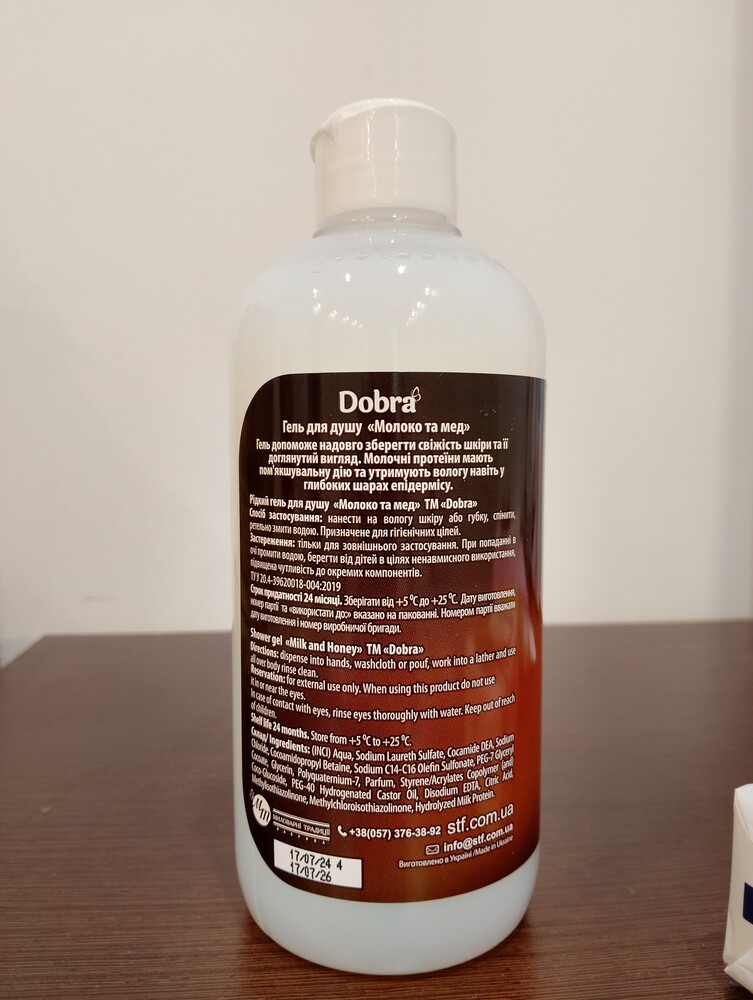 Dobra
Гель для душу «Молоко та мед»
Гель допоможе надовго зберегти свіжість шкіри та її
доглянутий вигляд. Молочні протеїни мають
пом'якшувальну дію та утримують вологу навіть у
глибоких шарах епідермісу.
Рідкий гель для душу «Молоко та мед» ТМ «Dobra»
Спосіб застосування: нанести на вологу шкіру або губку, спінити,
ретельно змити водою. Призначене для гігієнічних цілей.
Застереження: тільки для зовнішнього застосування. При попаданні в
очі промити водою, берегти від дітей в цілях ненавмисного використання,
підвищена чутливість до окремих компонентів.
ТУ У 20.4-39620018-004:2019
Срок придатності 24 місяці. Зберігати від +5 °С до +25 °С. Дату виготовлення,
номер партії та «використати до:» вказано на пакованні. Номером партії вважати
дату виготовлення і номер виробничої бригади.
Shower gel «Milk and Honey» TM «Dobra»
Directions: dispense into hands, washcloth or pouf, work into a lather and use
all over body rinse clean.
Reservation: for external use only. When using this product do not use
it in or near the eyes.
In case of contact with eyes, rinse eyes thoroughly with water. Keep out of reach
of children.
Shelf life 24 months. Store from +5 °C to +25 °C.
Склад/ Ingredients: (INCI) Aqua, Sodium Laureth Sulfate, Cocamide DEA, Sodium
Chloride, Cocoamidopropyl Betaine, Sodium C14-C16 Olefin Sulfonate, PEG-7 Glyceryl
Cocoate, Glycerin, Polyquaternium-7, Parfum, Styrene/Acrylates Copolymer (and)
Coco-Glucoside, PEG-40 Hydrogenated Castor Oil, Disodium EDTA, Citric Acid,
Methylisothiazolinone, Methylchloroisothiazolinone, Hydrolyzed Milk Protein.
МИЛОВАРНІ ТРАДИЦІЇ
+38(057) 376-38-92 stf.com.ua
info@stf.com.ua
Виготовлено в Україні /Made in Ukraine
17/07/24 4
17/07/26